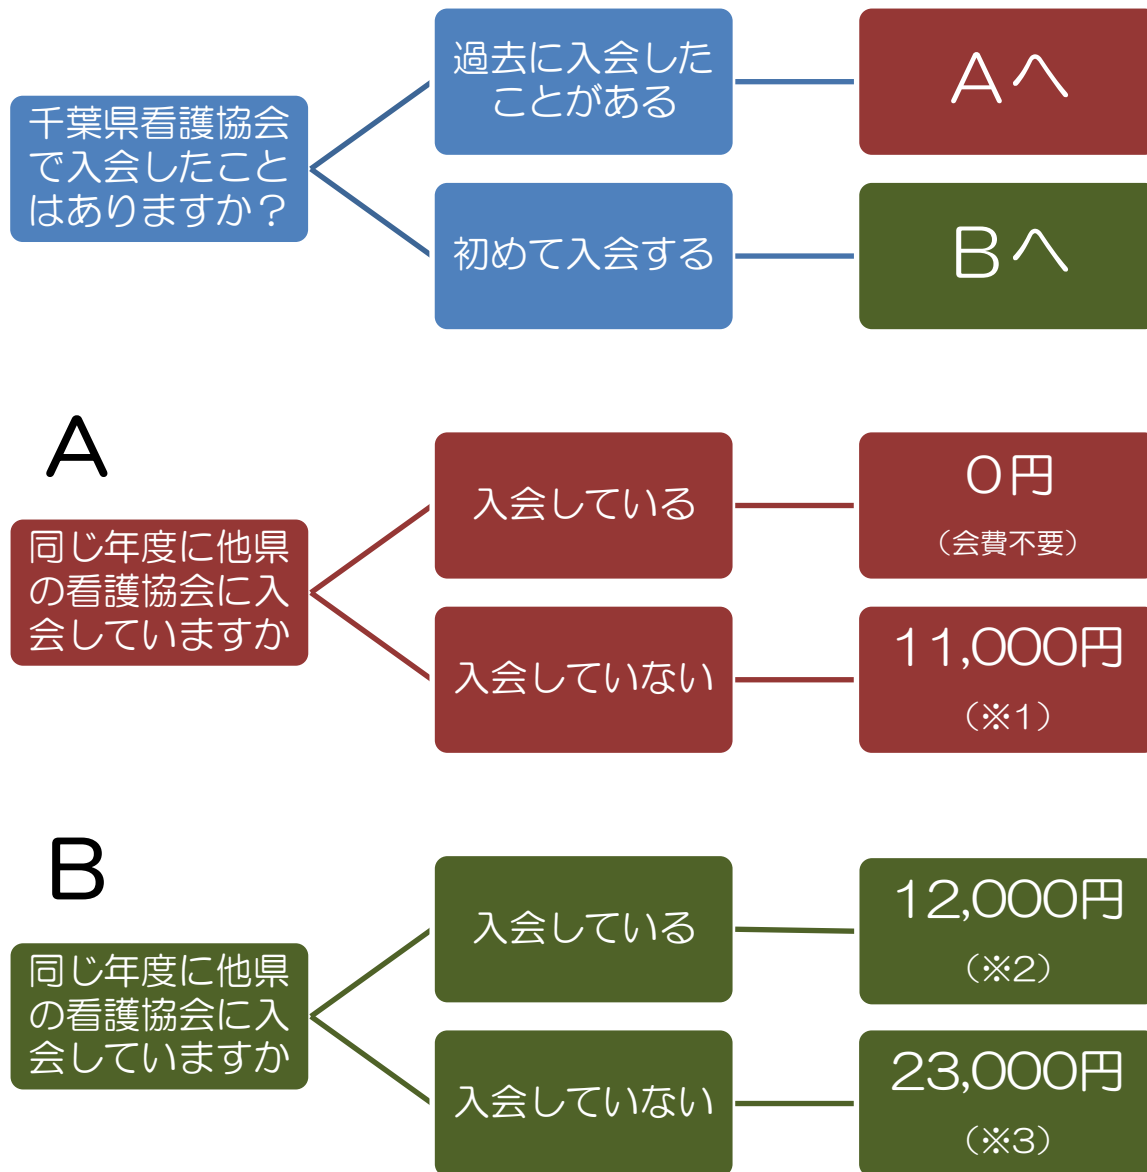 千葉県看護協会
で入会したこと
はありますか？
過去に入会した
ことがある
Aへ
初めて入会する
Bへ
A
同じ年度に他県
の看護協会に入
会していますか
入会している
0円
（会費不要）
入会していない
11,000円
（※1）
B
同じ年度に他県
の看護協会に入
会していますか
入会している
12,000円
（※2）
入会していない
23,000円
（※3）